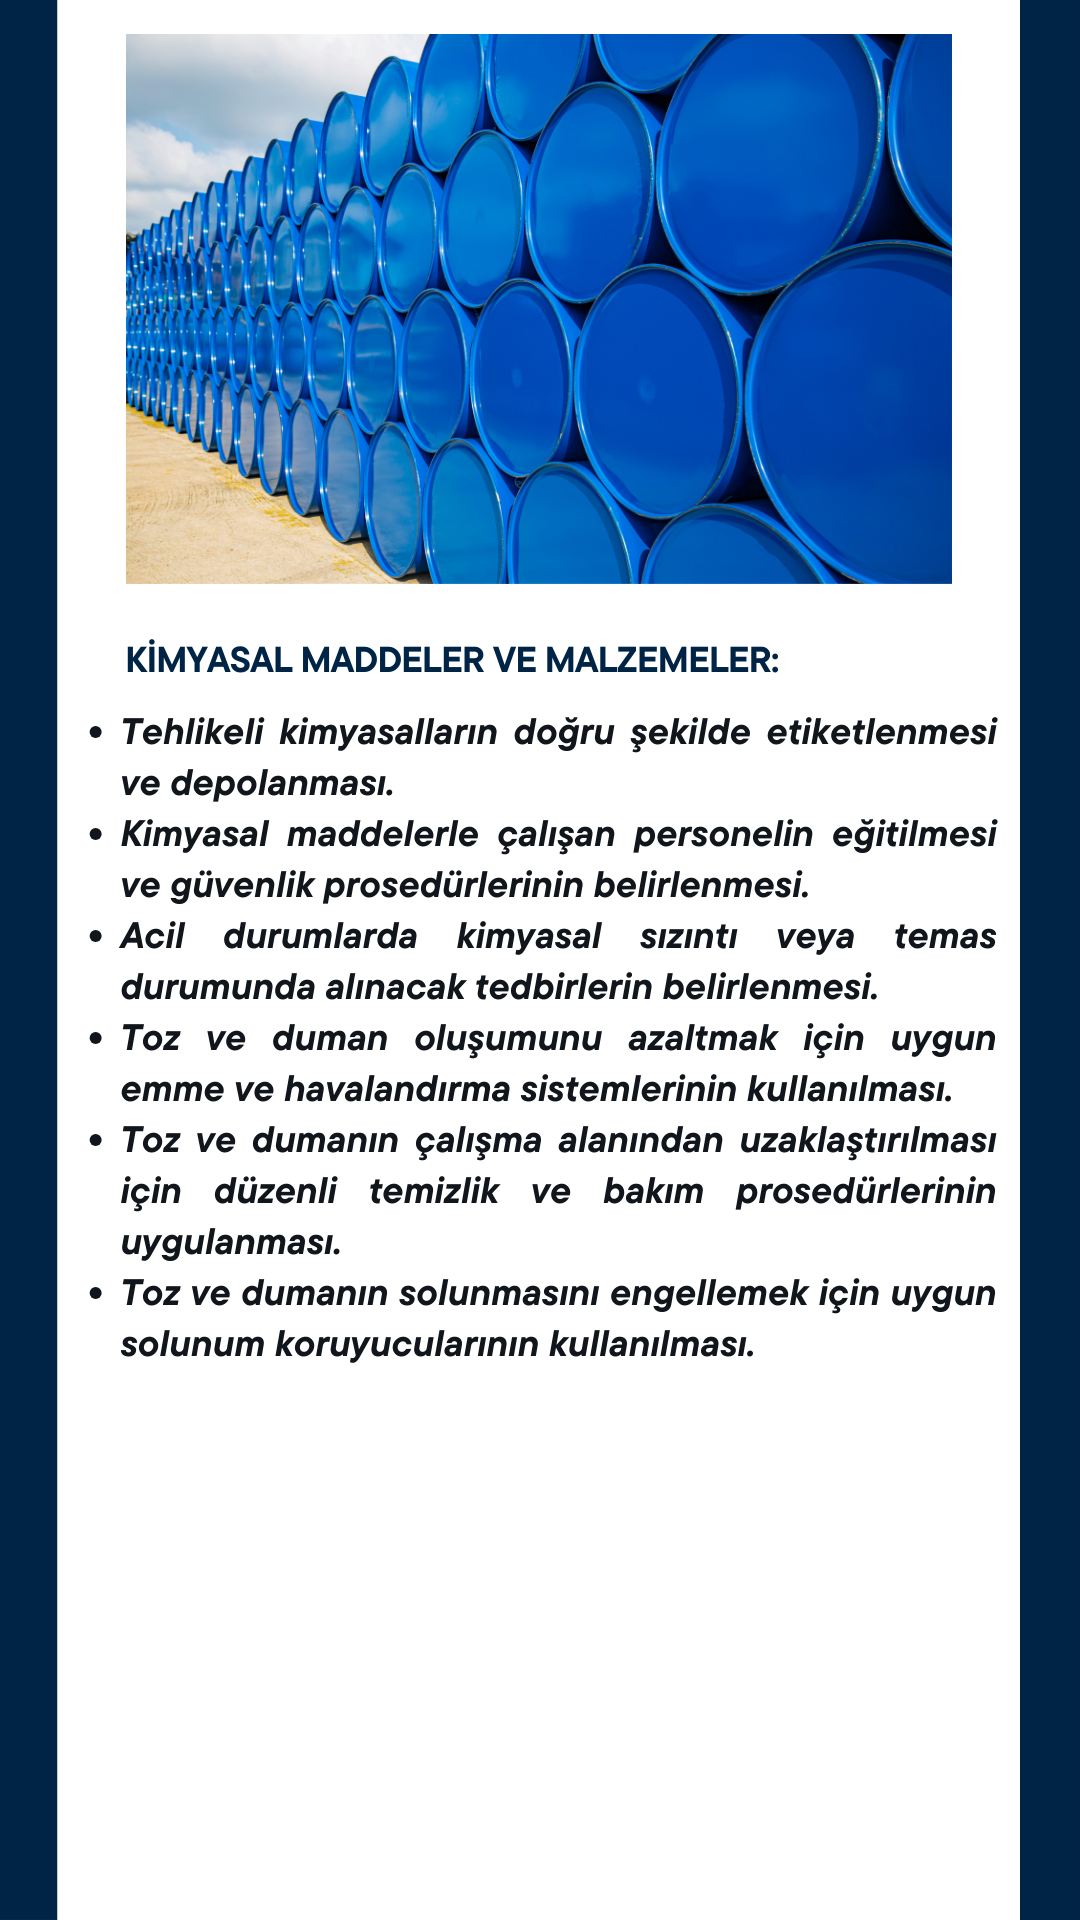 KİMYASAL MADDELER VE MALZEMELER:
• Tehlikeli kimyasalların doğru şekilde etiketlenmesi
ve depolanması.
• Kimyasal maddelerle çalışan personelin eğitilmesi
ve güvenlik prosedürlerinin belirlenmesi.
• Acil durumlarda kimyasal sızıntı veya temas
durumunda alınacak tedbirlerin belirlenmesi.
• Toz ve duman oluşumunu azaltmak için uygun
emme ve havalandırma sistemlerinin kullanılması.
• Toz ve dumanın çalışma alanından uzaklaştırılması
için düzenli temizlik ve bakım prosedürlerinin
uygulanması.
• Toz ve dumanın solunmasını engellemek için uygun
solunum koruyucularının kullanılması.